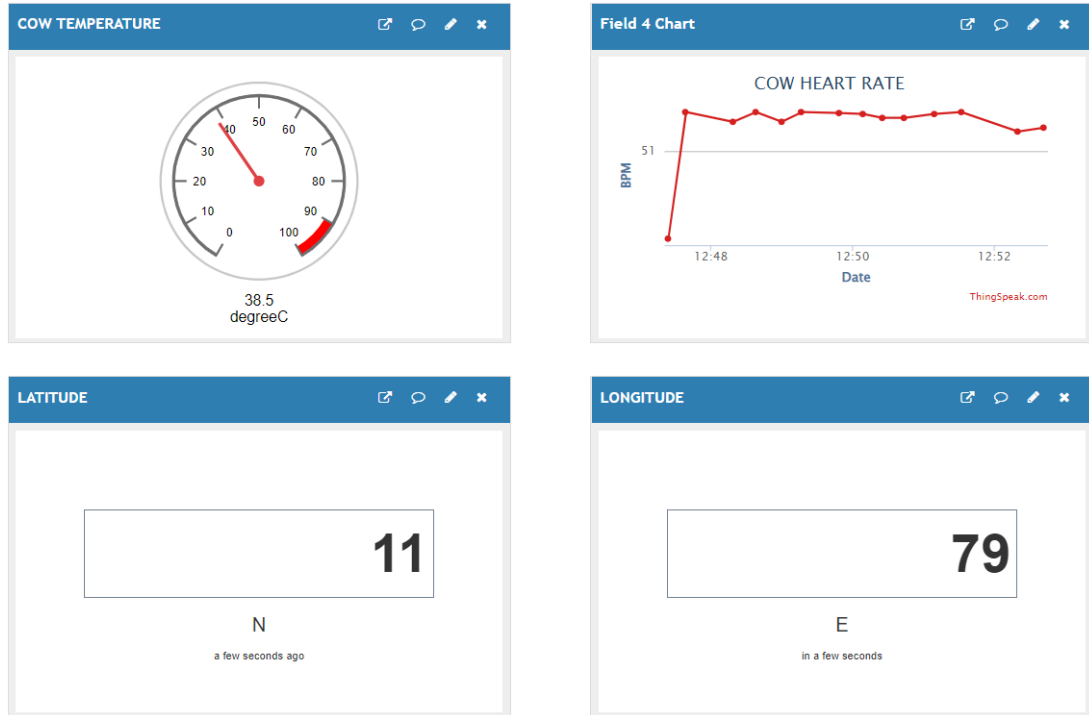 COW TEMPERATURE
0
10
20
30
40
50
60
70
80
90
100
38.5
degreeC
Field 4 Chart
COW HEART RATE
BPM
51
12:48
12:50
12:52
Date
ThingSpeak.com
LATITUDE
11
N
a few seconds ago
LONGITUDE
79
E
in a few seconds